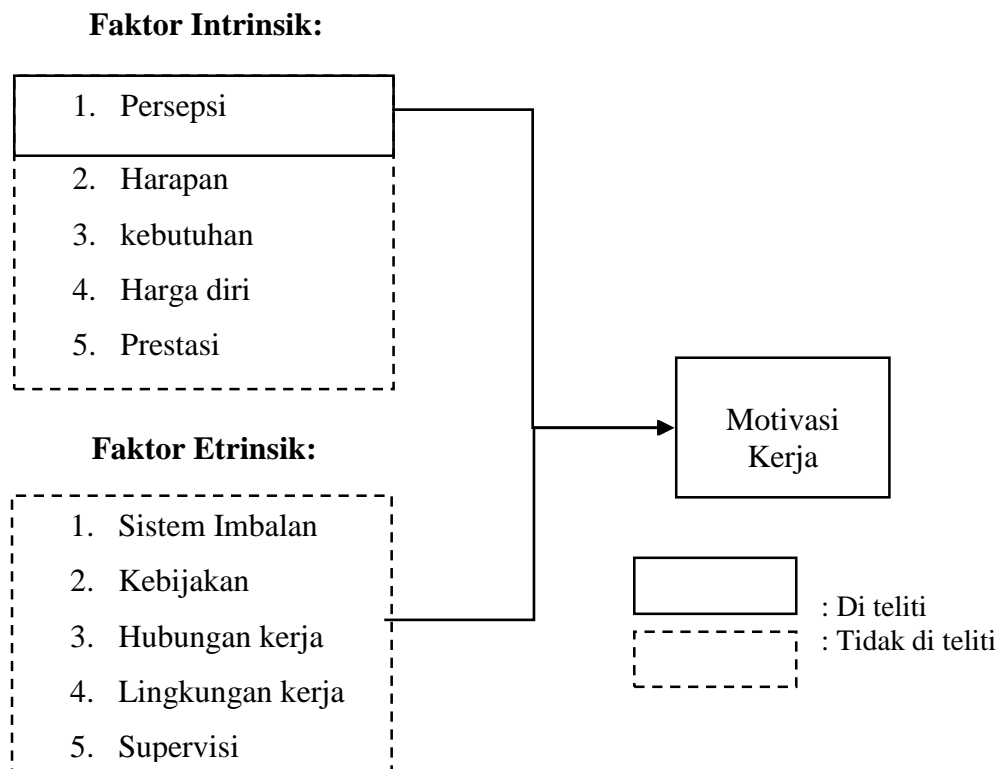 Faktor Intrinsik:
1. Persepsi
2. Harapan
3. kebutuhan
4. Harga diri
5. Prestasi
Faktor Etrinsik:
1. Sistem Imbalan
2. Kebijakan
3. Hubungan kerja
4. Lingkungan kerja
5. Supervisi
Motivasi
Kerja
: Di teliti
: Tidak di teliti